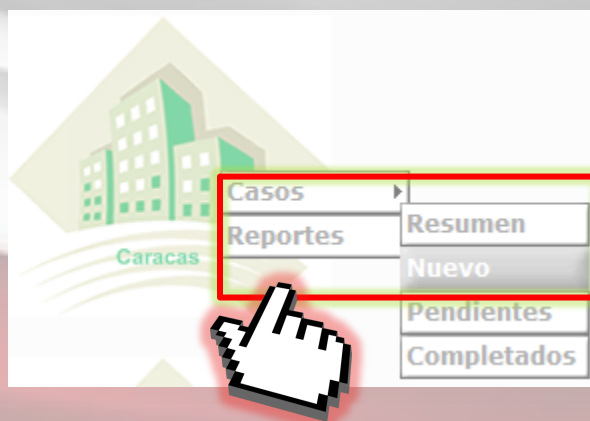 Caracas
Casos
Reportes
Resumen
Nuevo
Pendientes
Completados